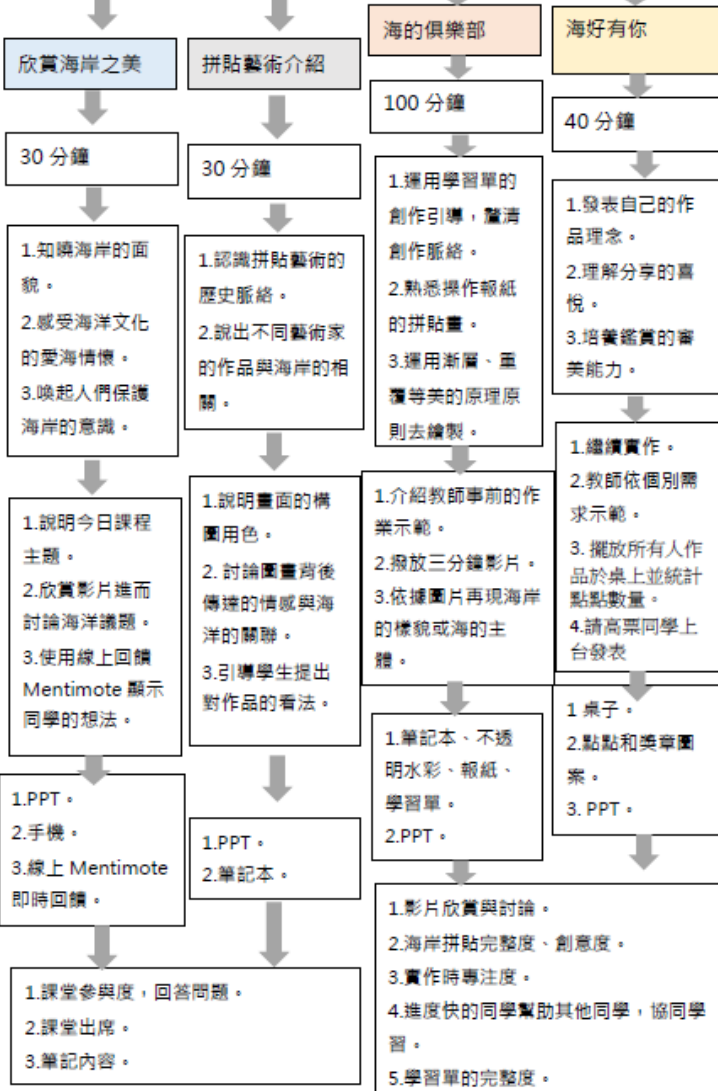 欣賞海岸之美
30 分鐘
1.知曉海岸的面
貌。
2.感受海洋文化
的愛海情懷。
3.喚起人們保護
海岸的意識。
1.說明今日課程
主題。
2.欣賞影片進而
討論海洋議題。
3.使用線上回饋
Mentimote 顯示
同學的想法。
1.PPT。
2.手機。
3.線上 Mentimote
即時回饋。
拼貼藝術介紹
30 分鐘
1.認識拼貼藝術的
歷史脈絡。
2.說出不同藝術家
的作品與海岸的相
關。
1.說明畫面的構
圖用色。
2. 討論圖畫背後
傳達的情感與海
洋的關聯。
3.引導學生提出
對作品的看法。
1.PPT。
2.筆記本。
1.課堂參與度，回答問題。
2.課堂出席。
3.筆記內容。
海的俱樂部
100 分鐘
1.運用學習單的
創作引導，釐清
創作脈絡。
2.熟悉操作報紙
的拼貼畫。
3.運用漸層、重
覆等美的原理原
則去繪製。
1.介紹教師事前的作
業示範。
2.撥放三分鐘影片。
3.依據圖片再現海岸
的樣貌或海的主
體。
1.筆記本、不透
明水彩、報紙、
學習單。
2.PPT。
海好有你
40 分鐘
1.發表自己的作
品理念。
2.理解分享的喜
悅。
3.培養鑑賞的審
美能力。
1.繼續實作。
2.教師依個別需
求示範。
3. 擺放所有人作
品於桌上並統計
點點數量。
4.請高票同學上
台發表
1 桌子。
2.點點和獎章圖
案。
3. PPT。
1.影片欣賞與討論。
2.海岸拼貼完整度、創意度。
3.實作時專注度。
4.進度快的同學幫助其他同學，協同學
習。
5.學習單的完整度。